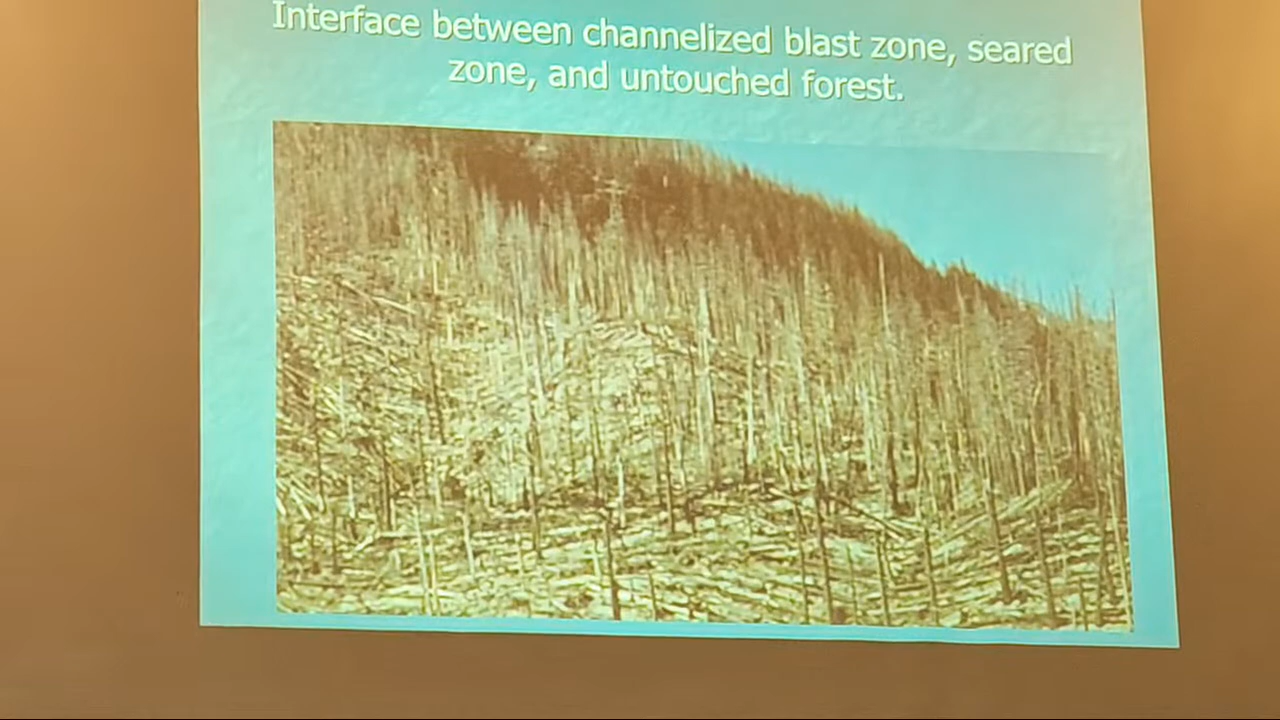 Interface between channelized blast zone, seared
zone, and untouched forest.